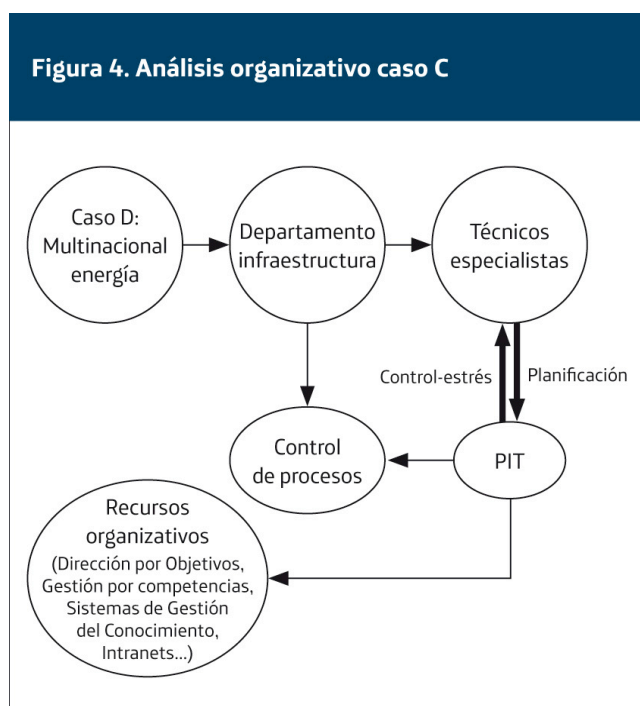 Figura 4. Análisis organizativo caso C
Caso D:
Multinacional
energía
Departamento
infraestructura
Técnicos
especialistas
Control-estrés
Planificación
Control
de procesos
PIT
Recursos
organizativos
(Dirección por Objetivos,
Gestión por competencias,
Sistemas de Gestión
del Conocimiento,
Intranets...)